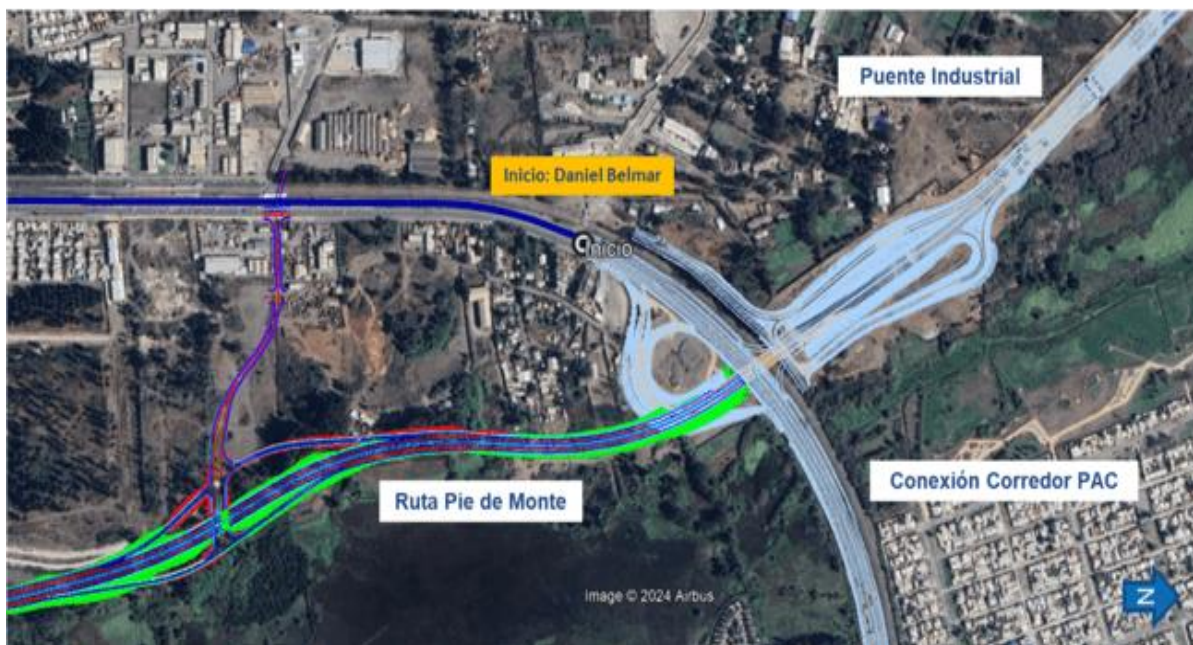 Puente Industrial
Inicio: Daniel Belmar
Inicio
Conexión Corredor PAC
Ruta Pie de Monte
Image © 2024 Airbus
N